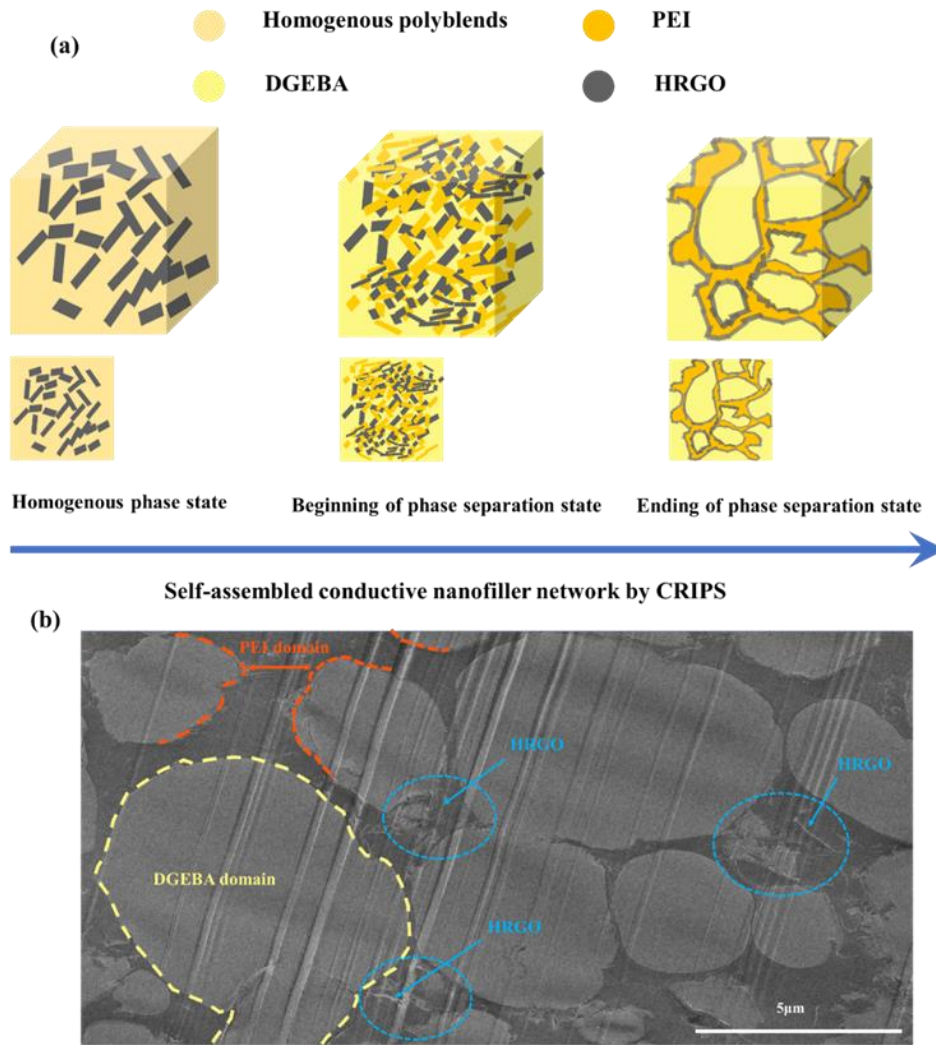 (a)
Homogenous polyblends
PEI
DGEBA
HRGO
Homogenous phase state
Beginning of phase separation state
Ending of phase separation state
Self-assembled conductive nanofiller network by CRIPS
(b)
PEI domain
HRGO
HRGO
DGEBA domain
HRGO
5μm